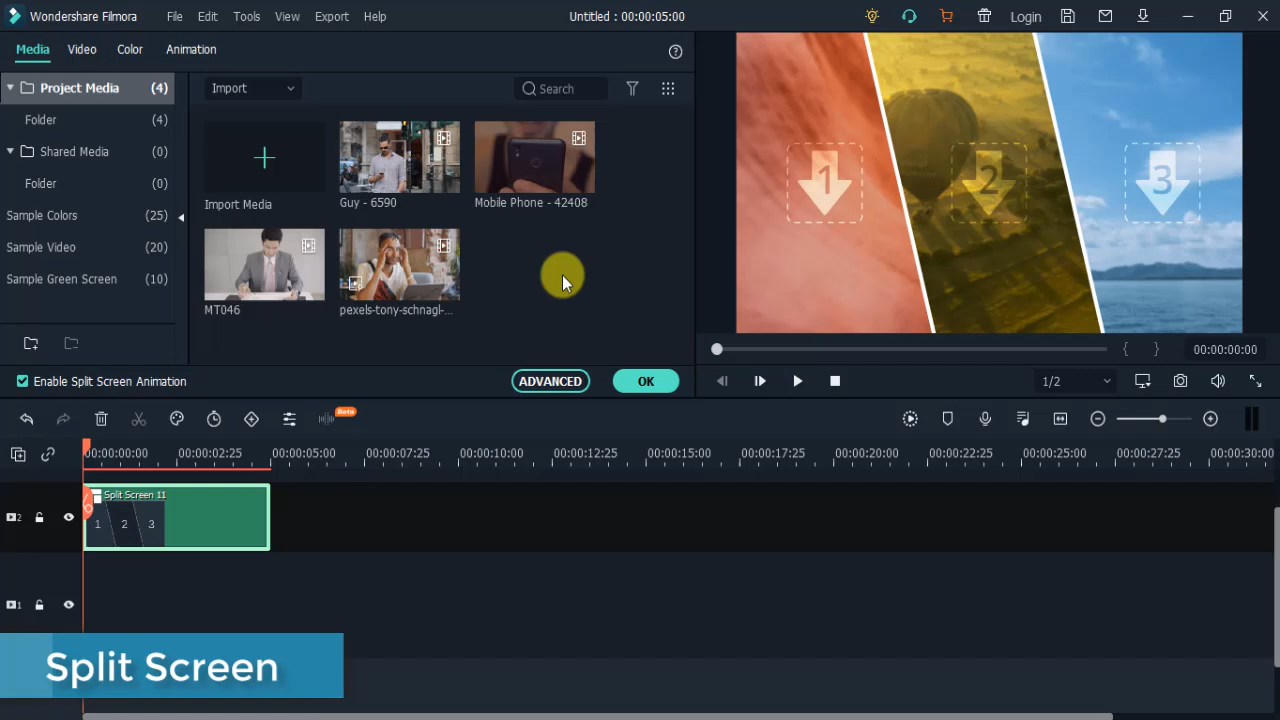 Wondershare Filmora File Edit Tools View Export Help Untitled : 00:00:05:00 Login
Media Video Color Animation
Project Media (4)
Folder (4)
Shared Media (0)
Folder (0)
Sample Colors (25)
Sample Video (20)
Sample Green Screen (10)
Import Search
Import Media Guy - 6590 Mobile Phone - 42408
MT046 pexels-tony-schnagl-...
1 2 3
00:00:00:00
Enable Split Screen Animation ADVANCED OK
1/2
Beta
00:00:00:00 00:00:02:25 00:00:05:00 00:00:07:25 00:00:10:00 00:00:12:25 00:00:15:00 00:00:17:25 00:00:20:00 00:00:22:25 00:00:25:00 00:00:27:25 00:00:30:00
Split Screen 11
2 1 2 3
1
Split Screen